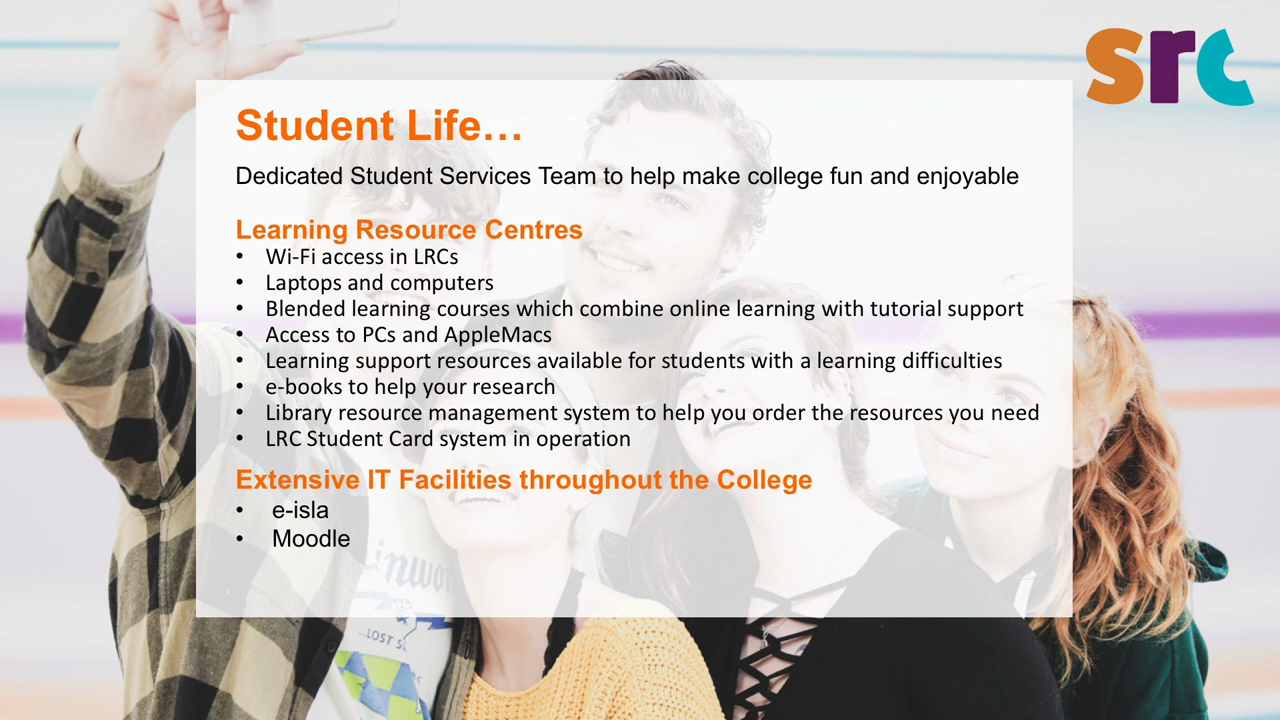 src
Student Life…
Dedicated Student Services Team to help make college fun and enjoyable
Learning Resource Centres
• Wi-Fi access in LRCs
• Laptops and computers
• Blended learning courses which combine online learning with tutorial support
• Access to PCs and AppleMacs
• Learning support resources available for students with a learning difficulties
• e-books to help your research
• Library resource management system to help you order the resources you need
• LRC Student Card system in operation
Extensive IT Facilities throughout the College
• e-isla
• Moodle